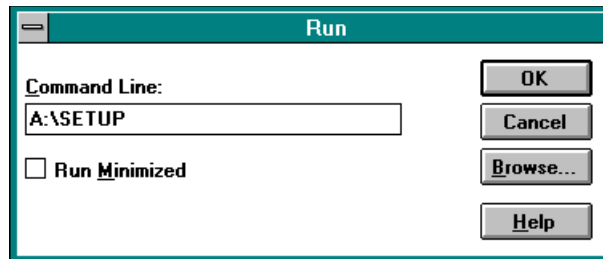 Run
Command Line:
A:\SETUP
Run Minimized
OK
Cancel
Browse...
Help